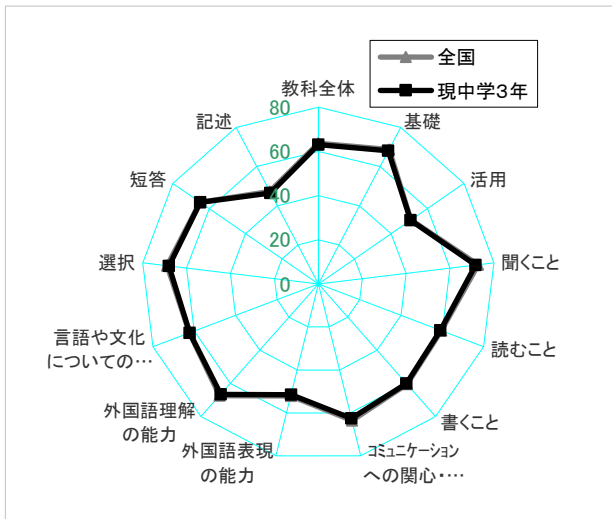 全国
現中学3年
教科全体
基礎
活用
聞くこと
読むこと
書くこと
ｺﾐｭﾆｹｰｼｮﾝ
への関心・…
外国語表現
の能力
外国語理解
の能力
言語や文化
についての…
選択
短答
記述
80
60
40
20
0